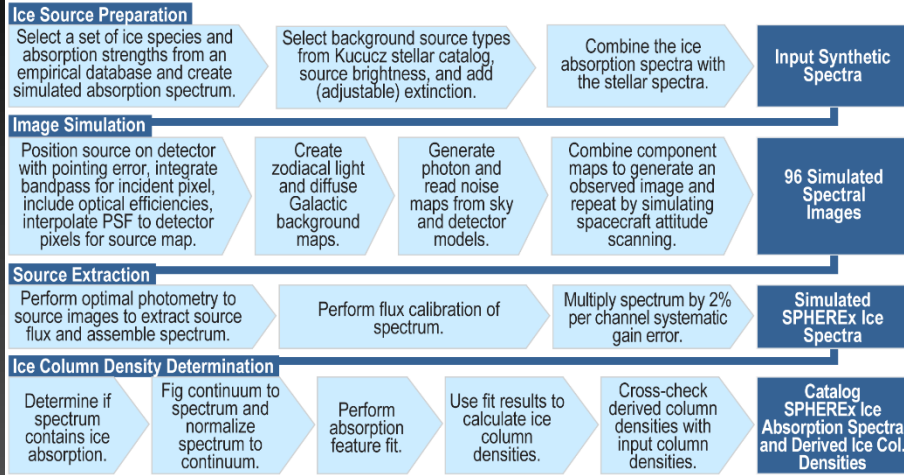 Ice Source Preparation
Select a set of ice species and
absorption strengths from an
empirical database and create
simulated absorption spectrum.
Select background source types
from Kucucz stellar catalog,
source brightness, and add
(adjustable) extinction.
Combine the ice
absorption spectra with
the stellar spectra.
Input Synthetic
Spectra
Image Simulation
Position source on detector
with pointing error, integrate
bandpass for incident pixel,
include optical efficiencies,
interpolate PSF to detector
pixels for source map.
Create
zodiacal light
and diffuse
Galactic
background
maps.
Generate
photon and
read noise
maps from sky
and detector
models.
Combine component
maps to generate an
observed image and
repeat by simulating
spacecraft attitude
scanning.
96 Simulated
Spectral
Images
Source Extraction
Perform optimal photometry to
source images to extract source
flux and assemble spectrum.
Perform flux calibration of
spectrum.
Multiply spectrum by 2%
per channel systematic
gain error.
Simulated
SPHEREx Ice
Spectra
Ice Column Density Determination
Determine if
spectrum
contains ice
absorption.
Fig continuum to
spectrum and
normalize
spectrum to
continuum.
Perform
absorption
feature fit.
Use fit results to
calculate ice
column
densities.
Cross-check
derived column
densities with
input column
densities.
Catalog
SPHEREx Ice
Absorption Spectra
and Derived Ice Col.
Densities